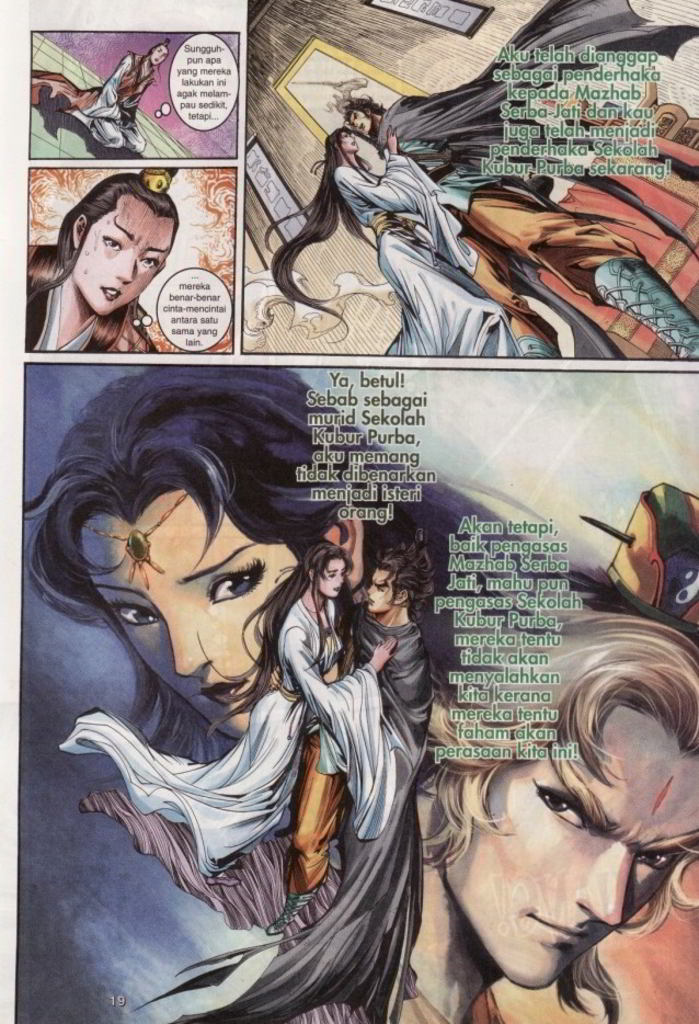 Sungguh-
pun apa
yang mereka
lakukan ini
agak melam-
pau sedikit,
tetapi...
...
mereka
benar-benar
cinta-mencintai
antara satu
sama yang
lain.
Aku telah dianggap
sebagai penderhaka
kepada Mazhab
Serba Jati dan kau
juga telah menjadi
penderhaka Sekolah
Kubur Purba sekarang!
Ya, betul!
Sebab sebagai
murid Sekolah
Kubur Purba,
aku memang
tidak dibenarkan
menjadi isteri
orang!
Akan tetapi,
baik pengasas
Mazhab Serba
Jati, mahu pun
pengasas Sekolah
Kubur Purba,
mereka tentu
tidak akan
menyalahkan
kita kerana
mereka tentu
faham akan
perasaan kita ini!
19